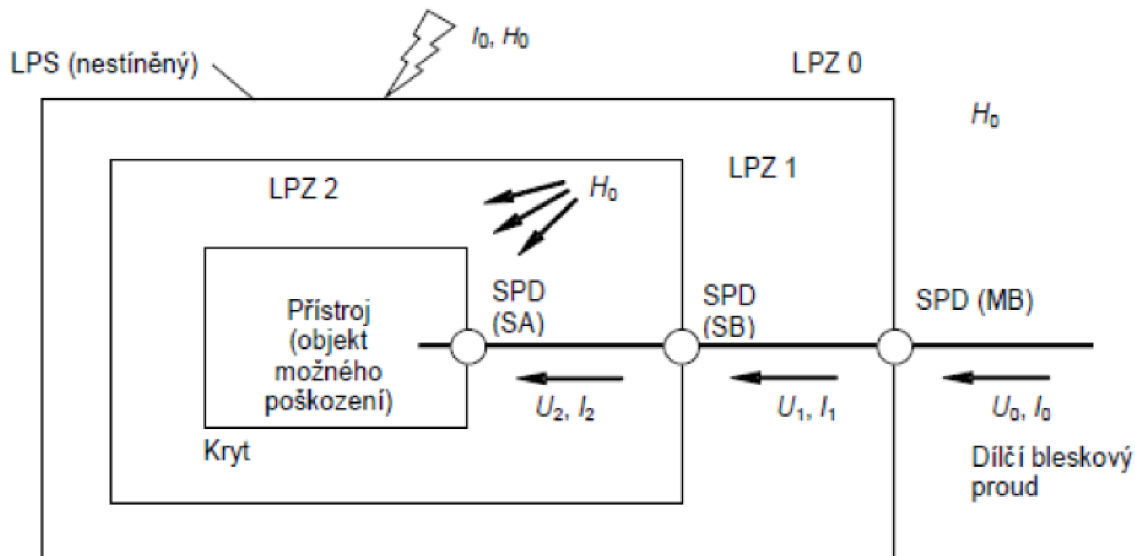 I₀, H₀
LPS (nestíněný)
LPZ 0
H₀
LPZ 1
LPZ 2
H₀
SPD
(SA)
SPD
(SB)
SPD (MB)
Přístroj
(objekt
možného
poškození)
U₂, I₂
U₁, I₁
U₀, I₀
Kryt
Dílčí bleskový
proud